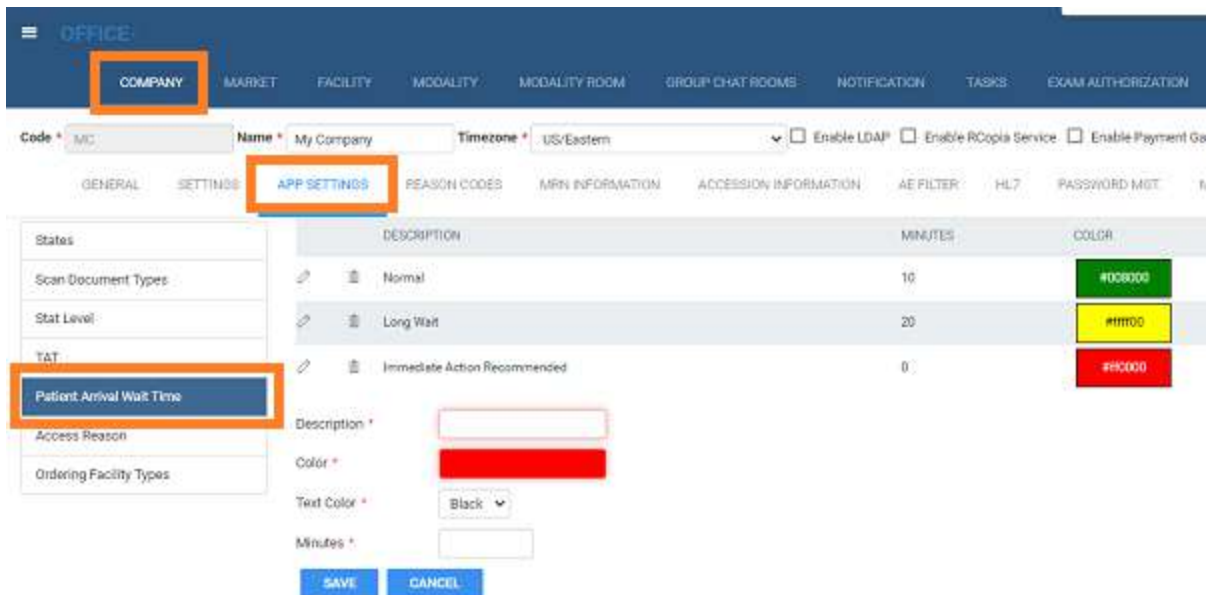 OFFICE
COMPANY MARKET FACILITY MODALITY MODALITY ROOM GROUP CHAT ROOMS NOTIFICATION TASKS EXAM AUTHORIZATION
Code * MC Name * My Company Timezone * US/Eastern Enable LDAP Enable RCopia Service Enable Payment Ga
GENERAL SETTINGS APP SETTINGS REASON CODES MRN INFORMATION ACCESSION INFORMATION AE FILTER HL7 PASSWORD MGT.
States
Scan Document Types
Stat Level
TAT
Patient Arrival Wait Time
Access Reason
Ordering Facility Types
DESCRIPTION MINUTES COLOR
Normal 10 #008000
Long Wait 20 #ffff00
Immediate Action Recommended 0 #ff0000
Description *
Color *
Text Color * Black
Minutes *
SAVE CANCEL